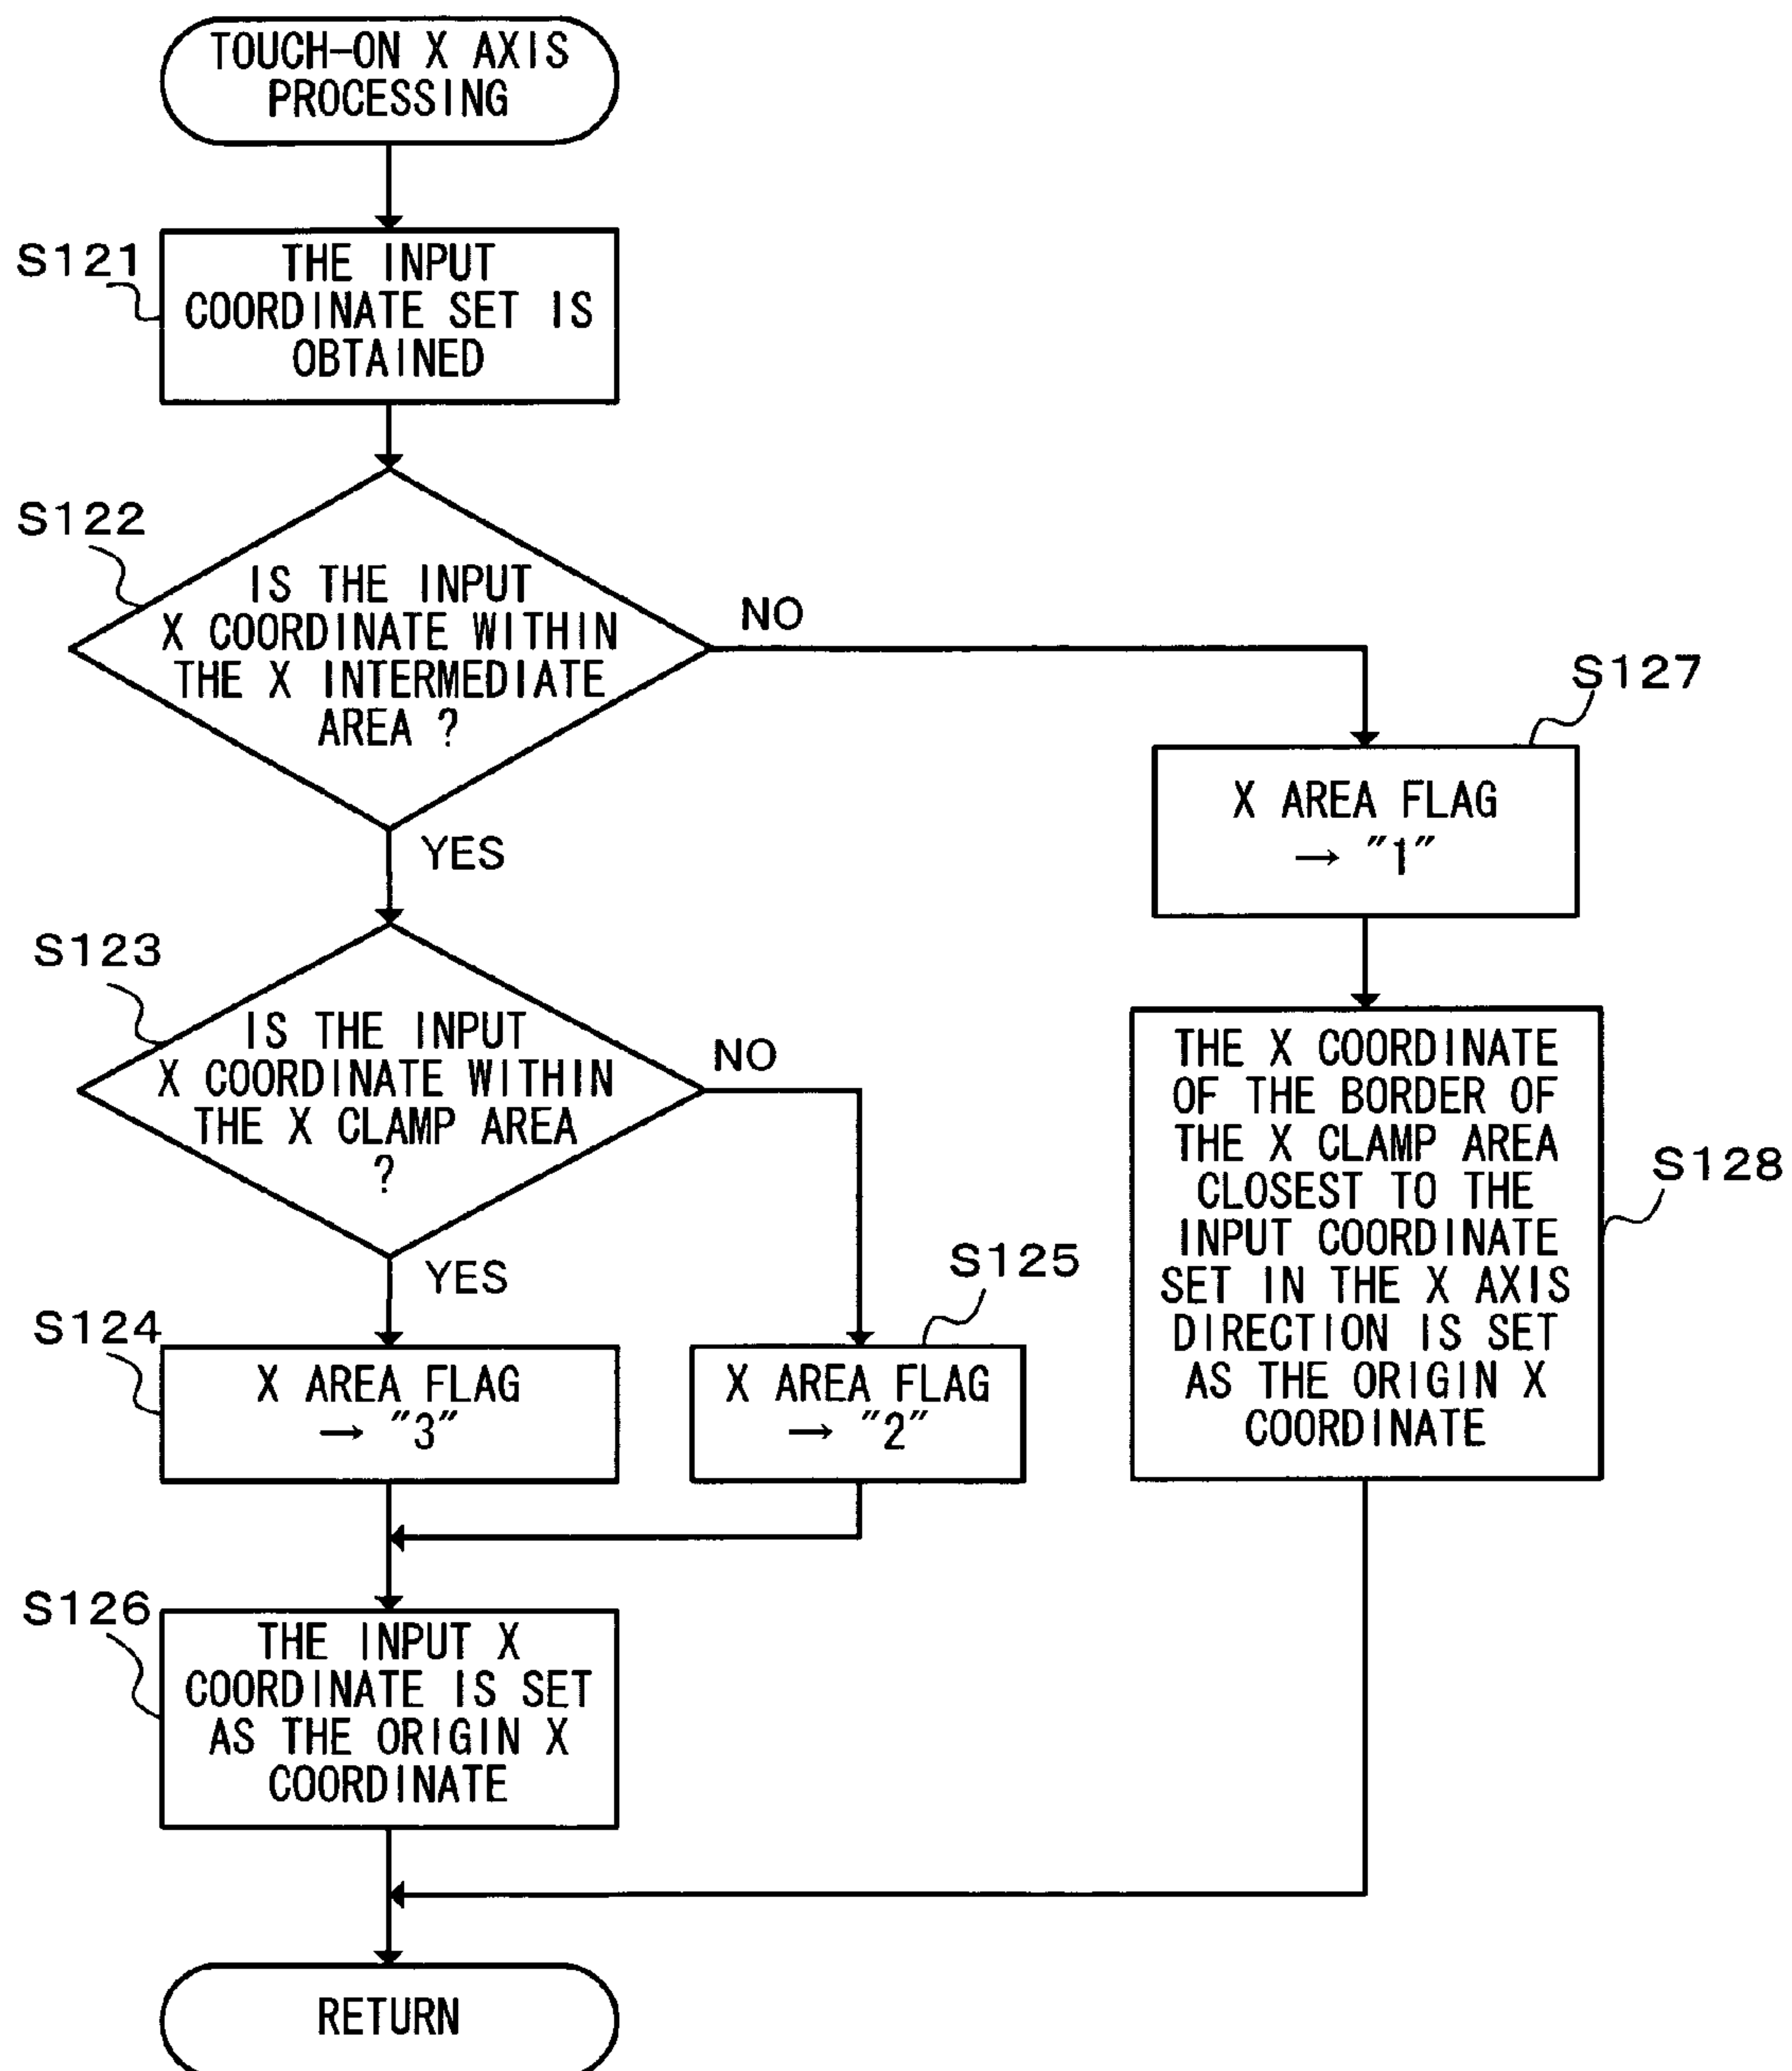 TOUCH-ON X AXIS
PROCESSING
S121
THE INPUT
COORDINATE SET IS
OBTAINED
S122
IS THE INPUT
X COORDINATE WITHIN
THE X INTERMEDIATE
AREA ?
NO
YES
S127
X AREA FLAG
→ "1"
S123
IS THE INPUT
X COORDINATE WITHIN
THE X CLAMP AREA
?
NO
YES
S128
THE X COORDINATE
OF THE BORDER OF
THE X CLAMP AREA
CLOSEST TO THE
INPUT COORDINATE
SET IN THE X AXIS
DIRECTION IS SET
AS THE ORIGIN X
COORDINATE
S124
X AREA FLAG
→ "3"
S125
X AREA FLAG
→ "2"
S126
THE INPUT X
COORDINATE IS SET
AS THE ORIGIN X
COORDINATE
RETURN